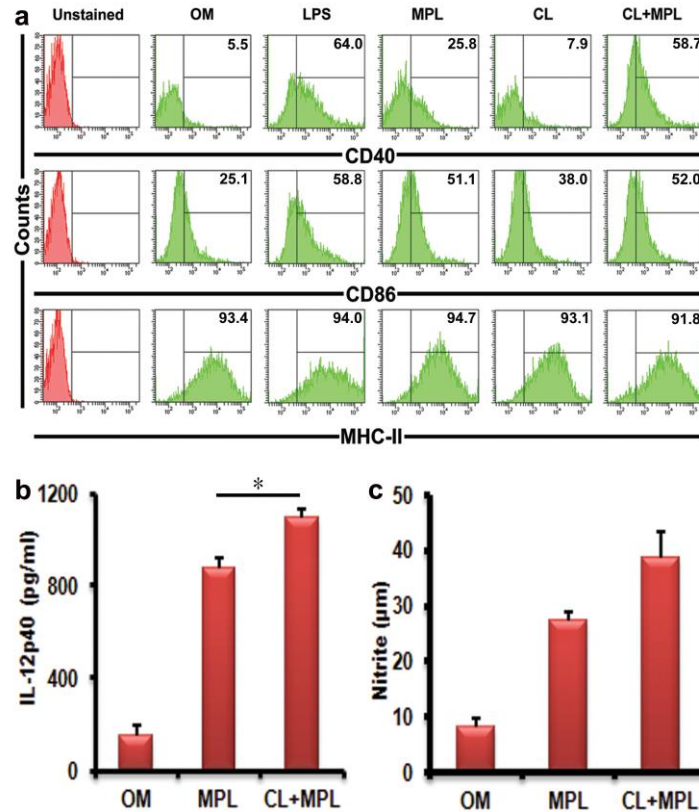 a
Unstained OM LPS MPL CL CL+MPL
5.5 64.0 25.8 7.9 58.7
CD40
25.1 58.8 51.1 38.0 52.0
Counts
CD86
93.4 94.0 94.7 93.1 91.8
MHC-II
b
IL-12p40 (pg/ml)
1200
800
400
0
*
OM MPL CL+MPL
c
Nitrite (µm)
50
40
30
20
10
0
OM MPL CL+MPL